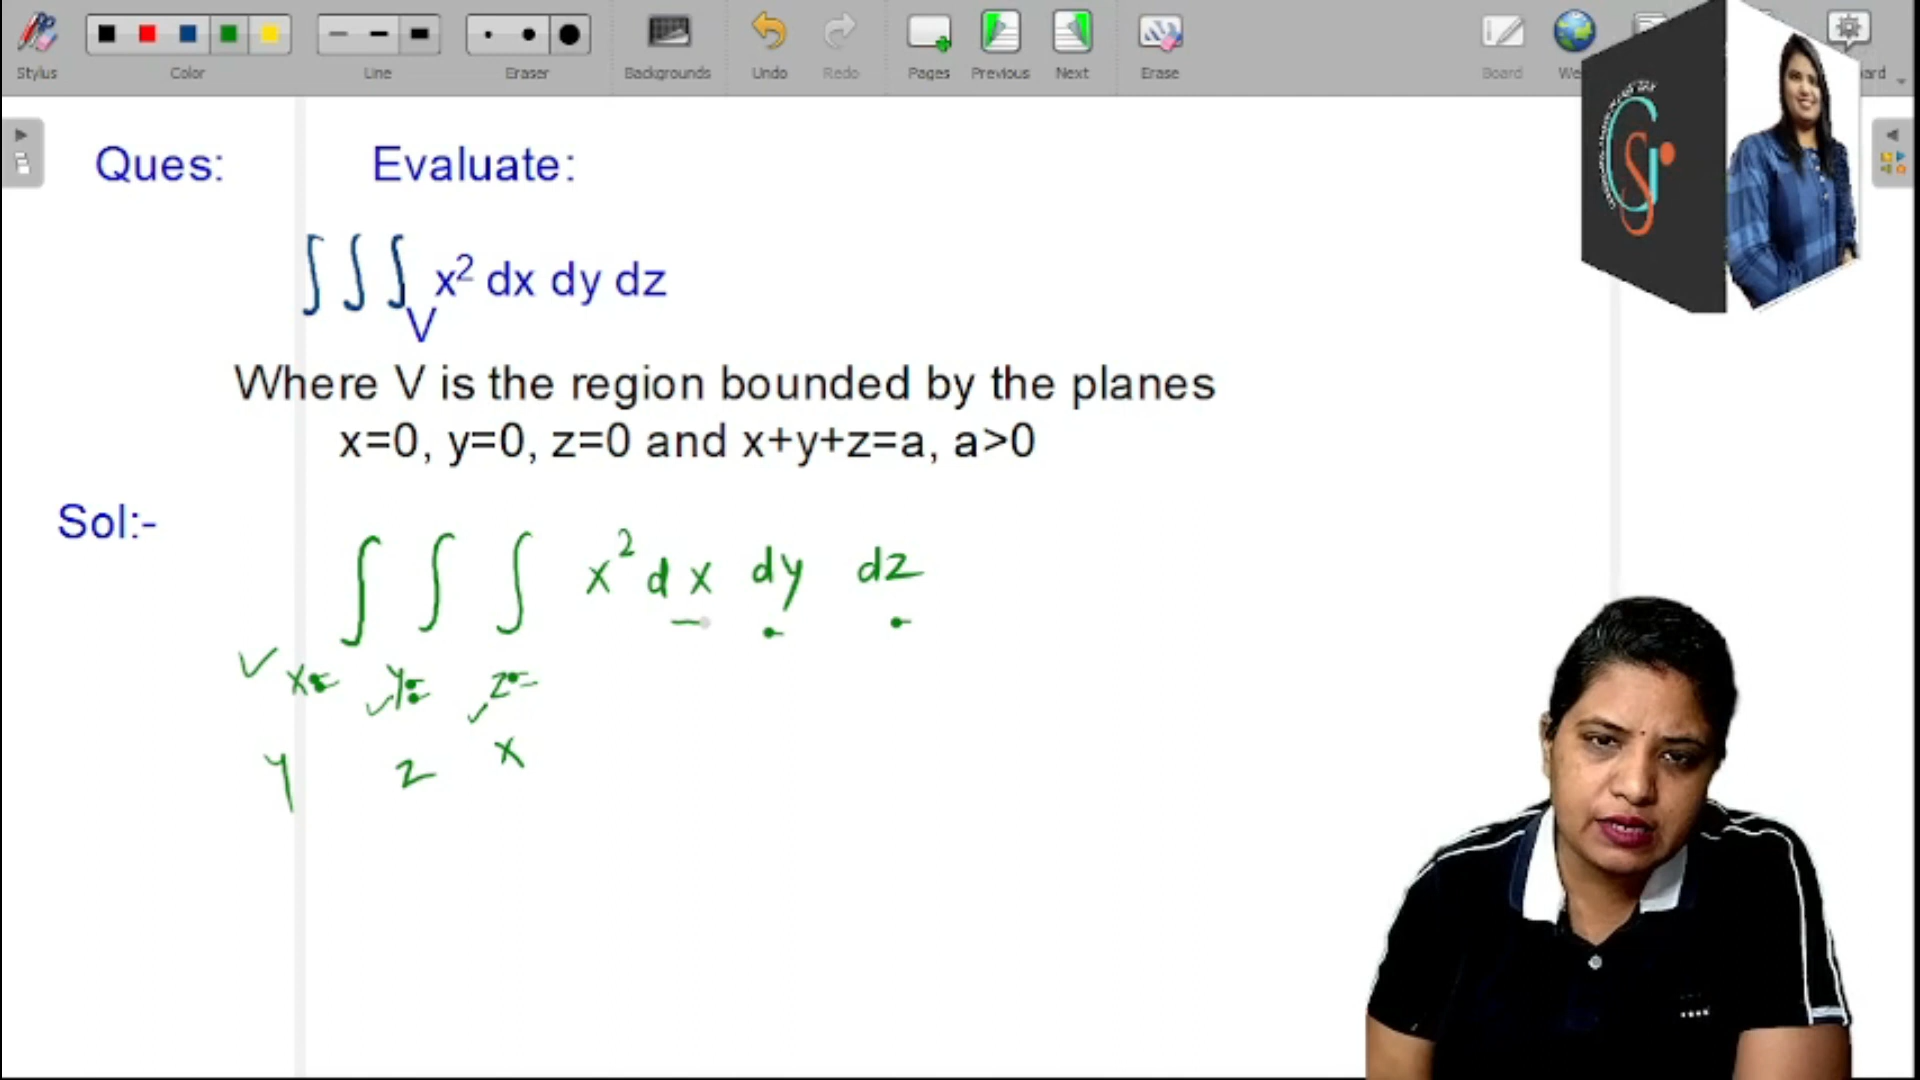 Stylus Color Line Eraser Backgrounds Undo Redo Pages Previous Next Erase Board
Ques: Evaluate:
∫∫∫ x² dx dy dz
V
Where V is the region bounded by the planes
x=0, y=0, z=0 and x+y+z=a, a>0
Sol:-
∫ ∫ ∫ x² dx dy dz
x= y= z=
y z x